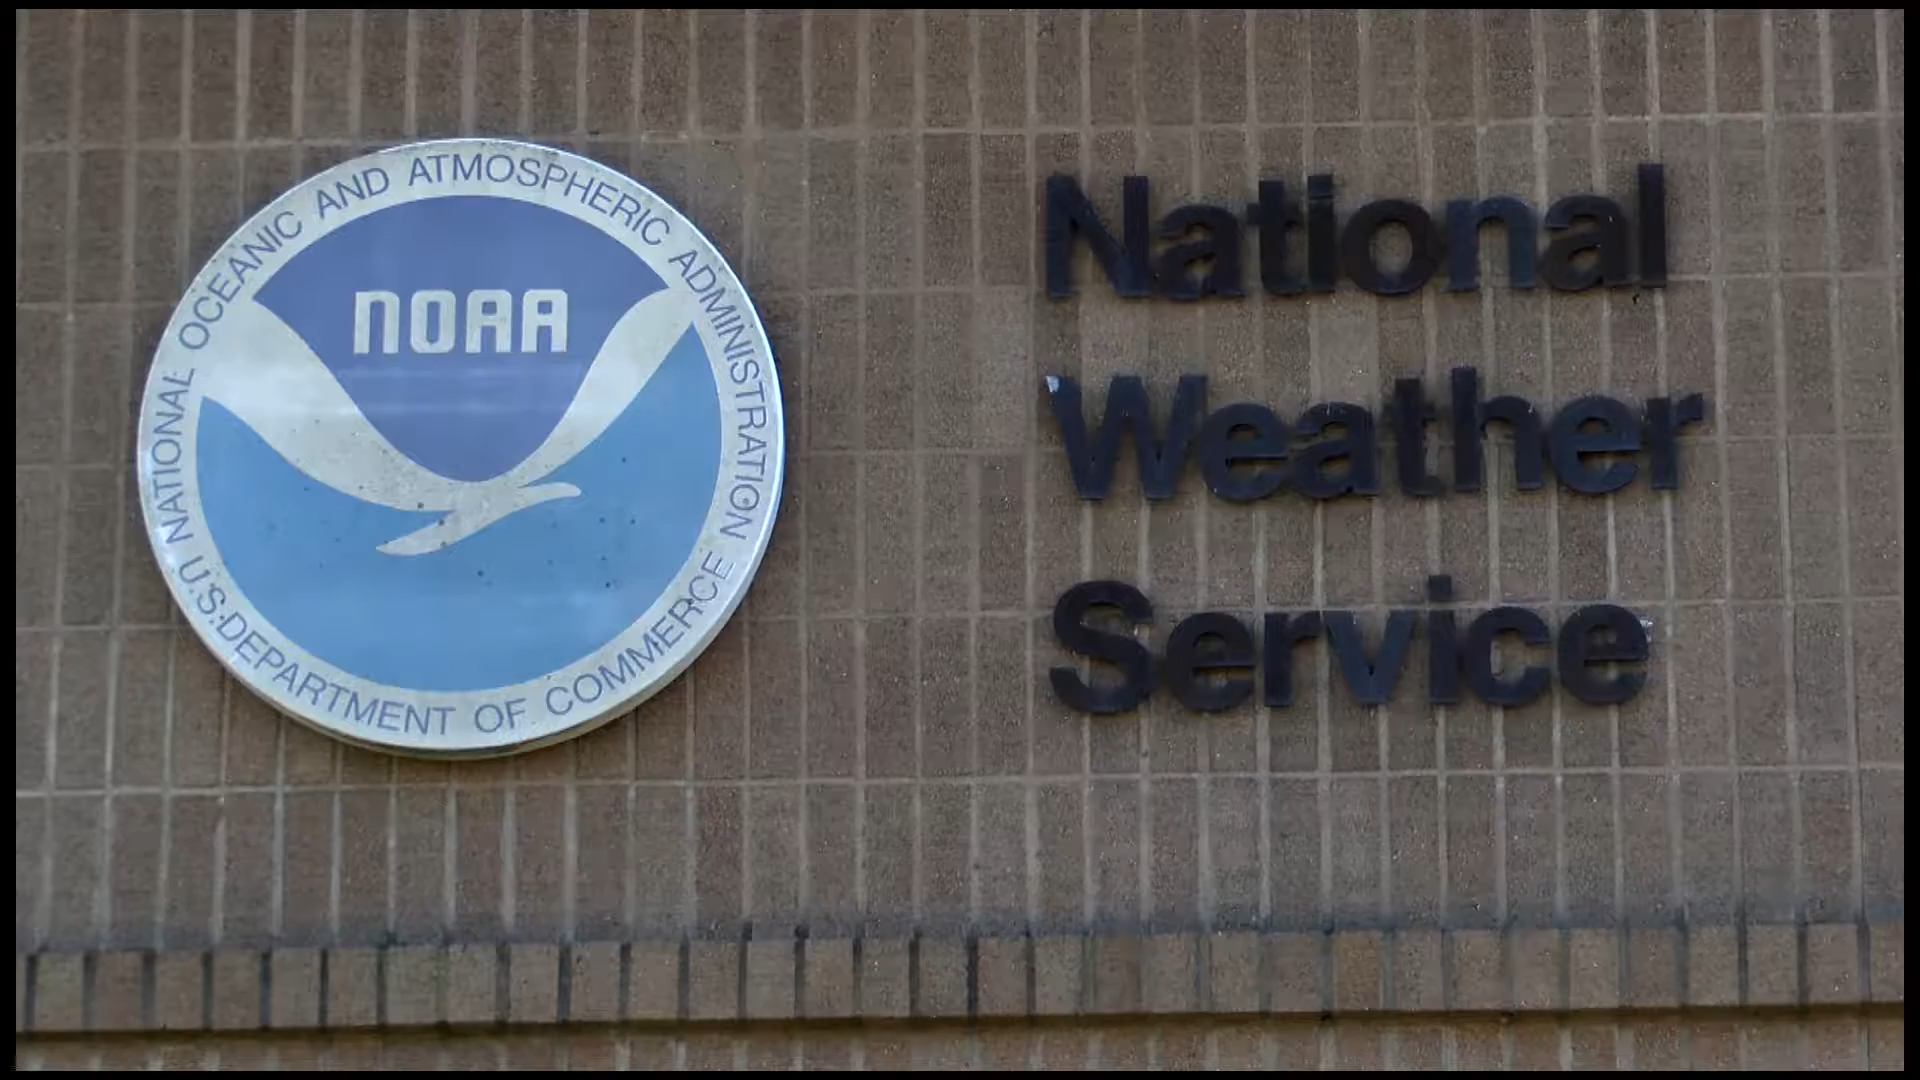 NATIONAL OCEANIC AND ATMOSPHERIC ADMINISTRATION
NOAA
U.S. DEPARTMENT OF COMMERCE
National
Weather
Service